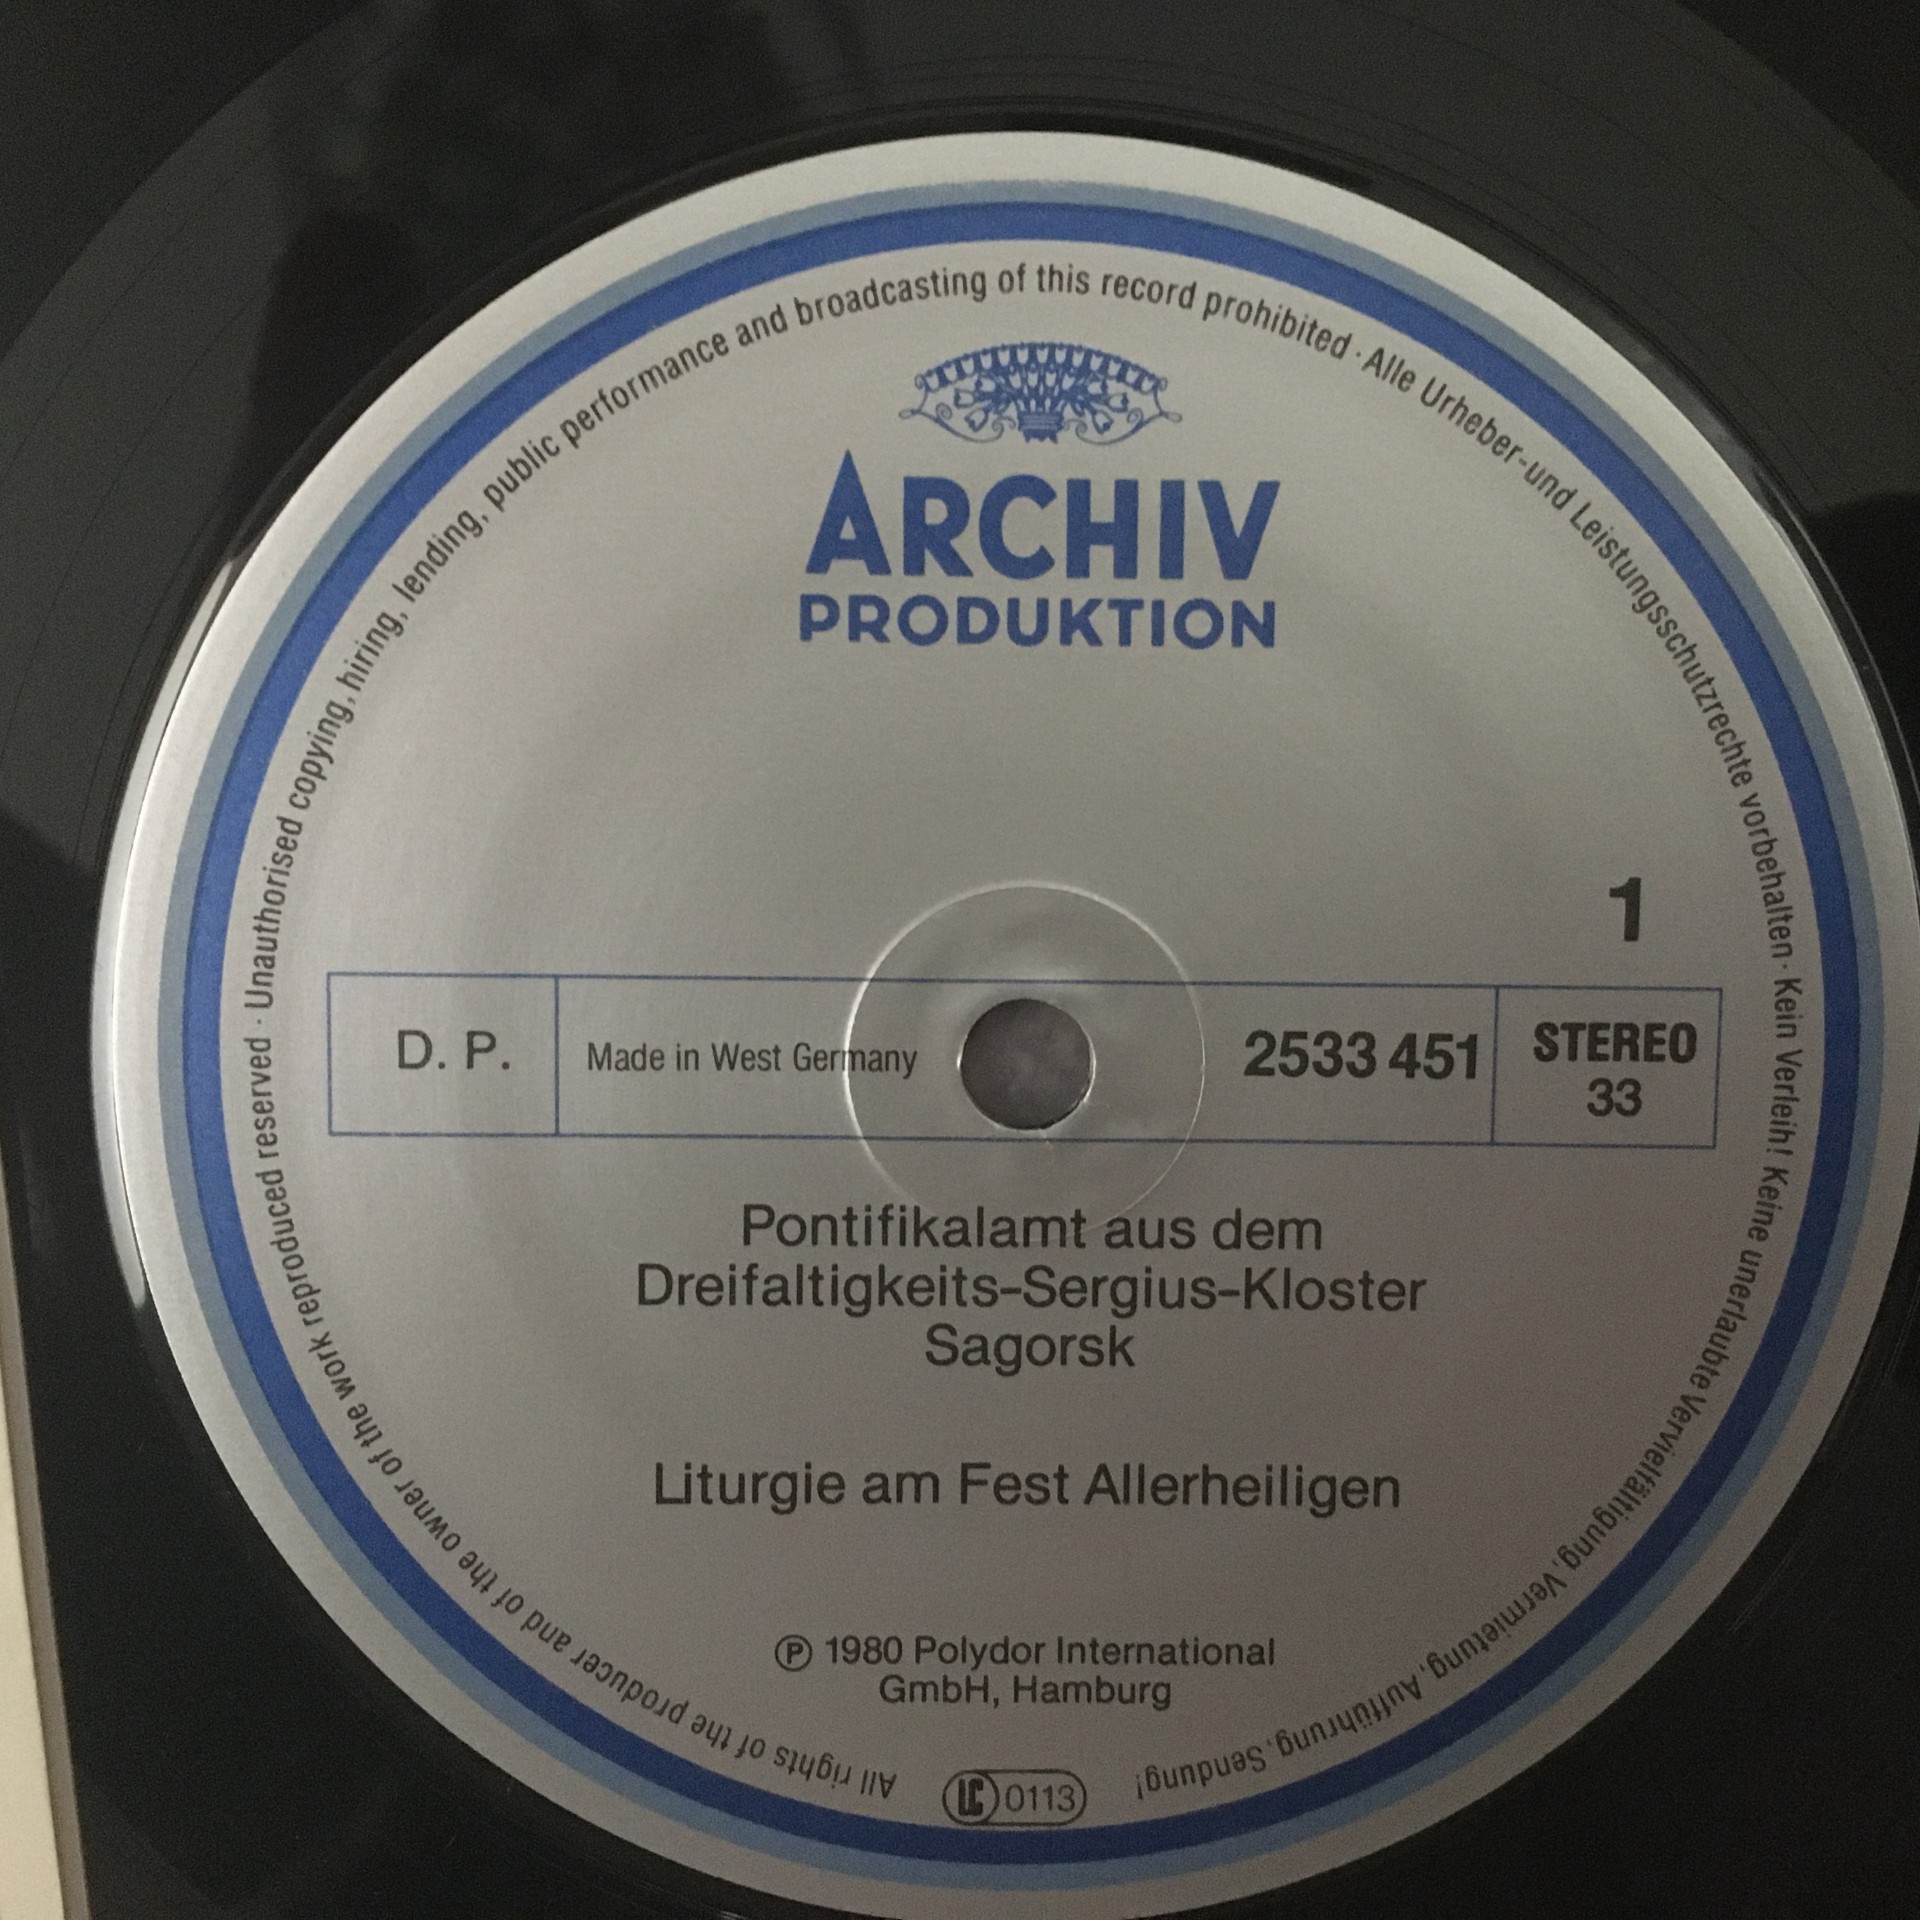 All rights of the producer and of the owner of the work reproduced reserved · Unauthorised copying, hiring, lending, public performance and broadcasting of this record prohibited · Alle Urheber-und Leistungsschutzrechte vorbehalten · Kein Verleih! Keine unerlaubte Vervielfältigung, Vermietung, Aufführung, Sendung!
ARCHIV
PRODUKTION
1
D. P.
Made in West Germany
2533 451
STEREO
33
Pontifikalamt aus dem
Dreifaltigkeits-Sergius-Kloster
Sagorsk
Liturgie am Fest Allerheiligen
Ⓟ 1980 Polydor International
GmbH, Hamburg
LC 0113